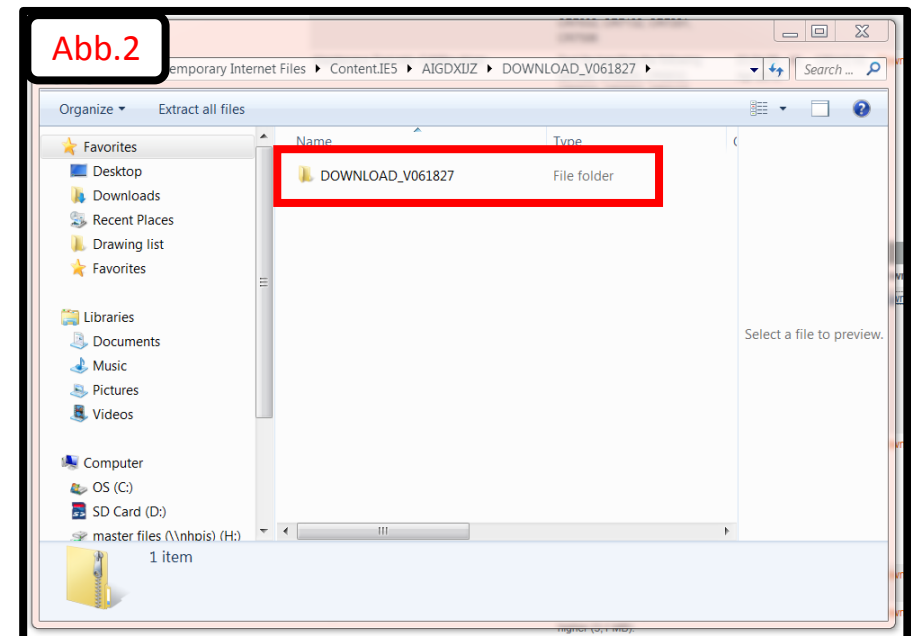 Abb.2
emporary Internet Files ▸ Content.IE5 ▸ AIGDXIJZ ▸ DOWNLOAD_V061827 ▸
Search ...
Organize Extract all files
Favorites
Desktop
Downloads
Recent Places
Drawing list
Favorites
Libraries
Documents
Music
Pictures
Videos
Computer
OS (C:)
SD Card (D:)
master files (\\nhpis) (H:)
Name Type
DOWNLOAD_V061827 File folder
Select a file to preview.
1 item